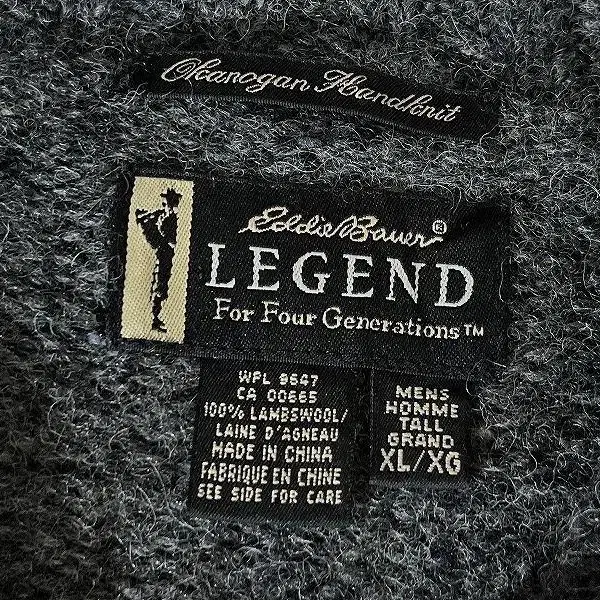 Okanogan Handknit
Eddie Bauer®
LEGEND
For Four Generations™
WPL 9647
CA 00665
100% LAMBSWOOL/
LAINE D'AGNEAU
MADE IN CHINA
FABRIQUE EN CHINE
SEE SIDE FOR CARE
MENS
HOMME
TALL
GRAND
XL/XG